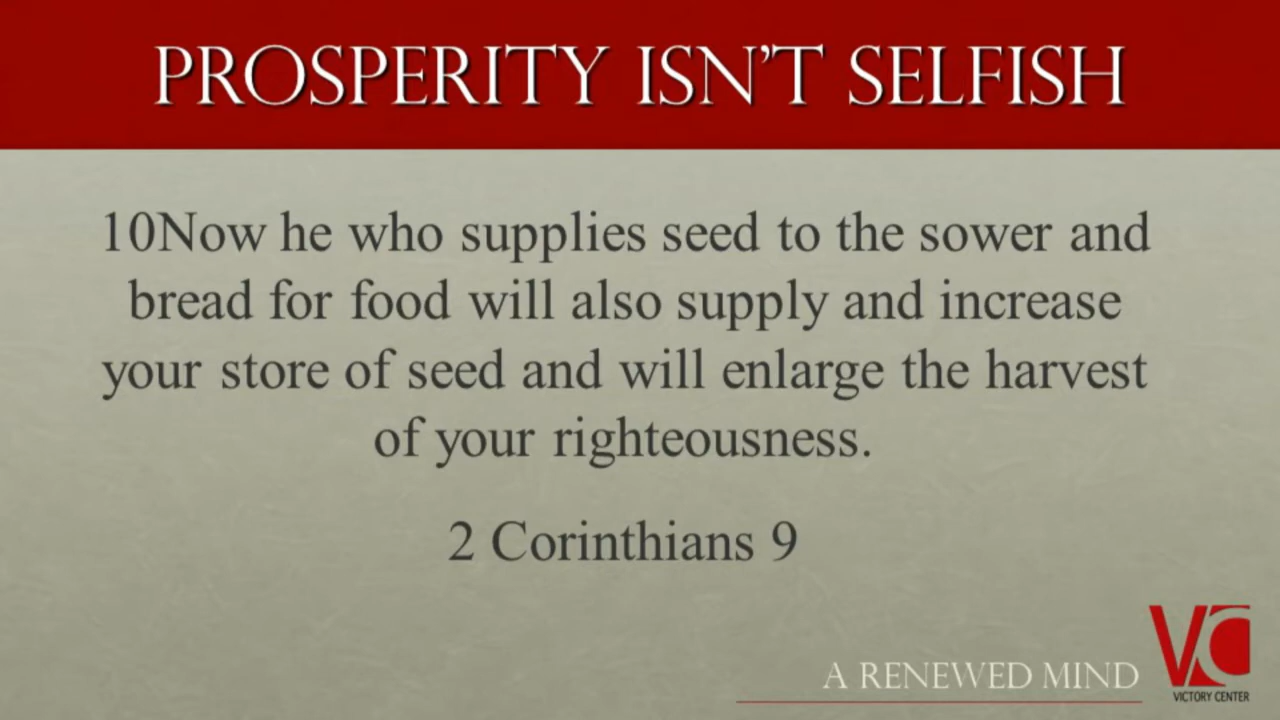 PROSPERITY ISN'T SELFISH
10Now he who supplies seed to the sower and
bread for food will also supply and increase
your store of seed and will enlarge the harvest
of your righteousness.
2 Corinthians 9
A RENEWED MIND
VC
VICTORY CENTER